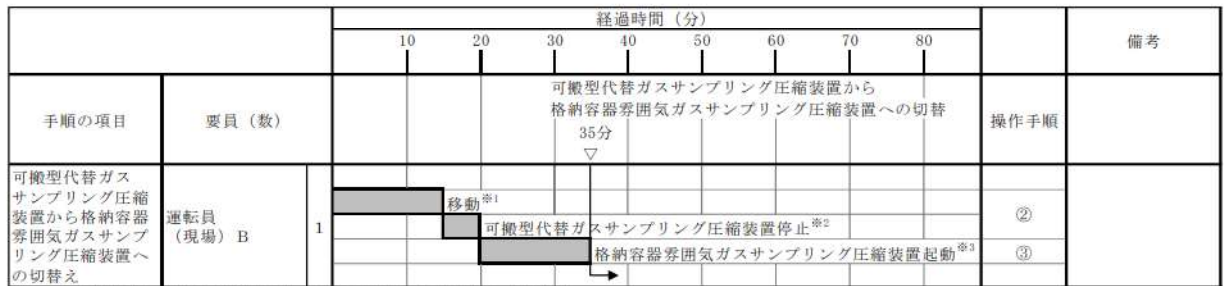 経過時間（分）
10 20 30 40 50 60 70 80
備考
手順の項目
要員（数）
可搬型代替ガスサンプリング圧縮装置から
格納容器雰囲気ガスサンプリング圧縮装置への切替
35分
▽
操作手順
可搬型代替ガス
サンプリング圧縮
装置から格納容器
雰囲気ガスサンプ
リング圧縮装置へ
の切替え
運転員
（現場）B
1
移動※1
可搬型代替ガスサンプリング圧縮装置停止※2
格納容器雰囲気ガスサンプリング圧縮装置起動※3
②
③